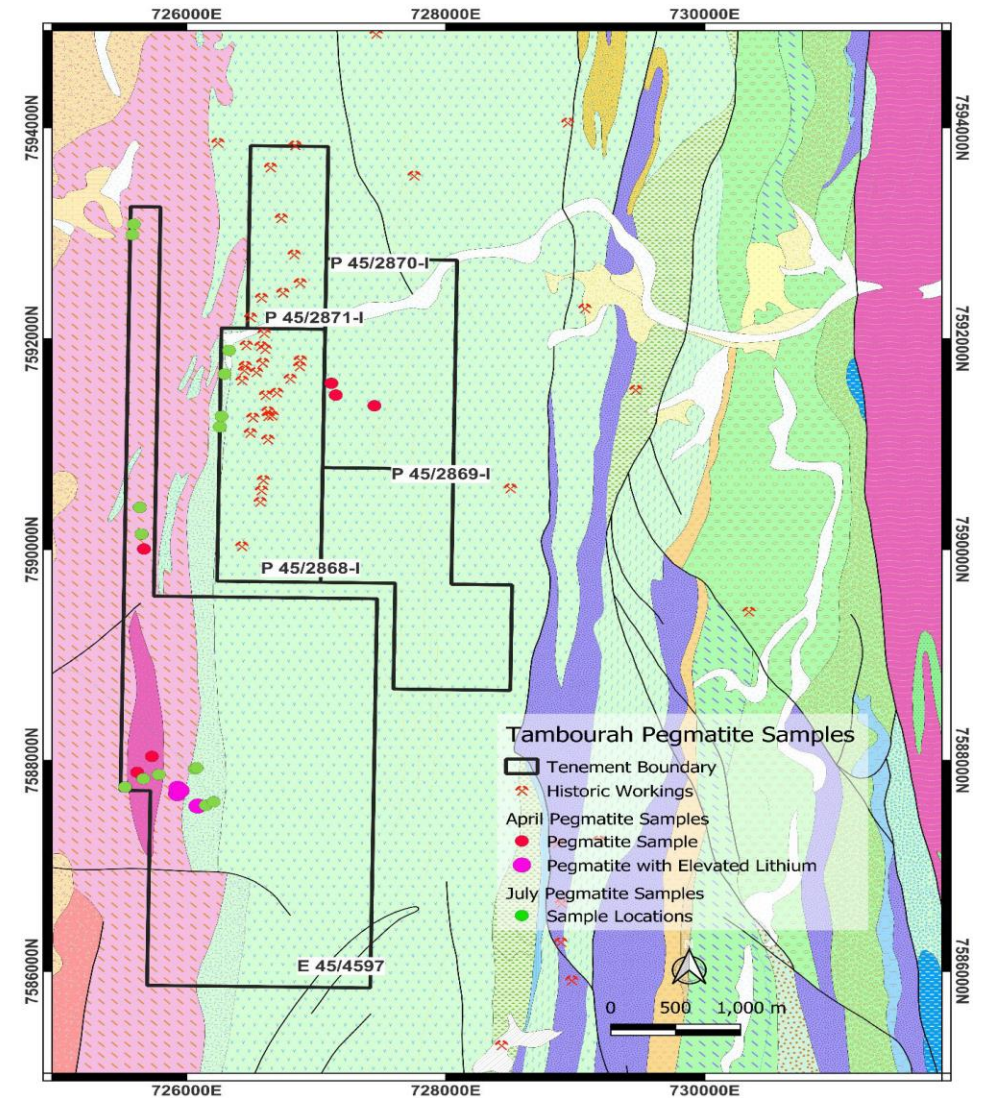 726000E 728000E 730000E
7594000N 7594000N
P 45/2870-I
P 45/2871-I
7592000N 7592000N
P 45/2869-I
7590000N 7590000N
P 45/2868-I
Tambourah Pegmatite Samples
Tenement Boundary
7588000N 7588000N
Historic Workings
April Pegmatite Samples
Pegmatite Sample
Pegmatite with Elevated Lithium
July Pegmatite Samples
Sample Locations
E 45/4597
7586000N 7586000N
0 500 1,000 m
726000E 728000E 730000E